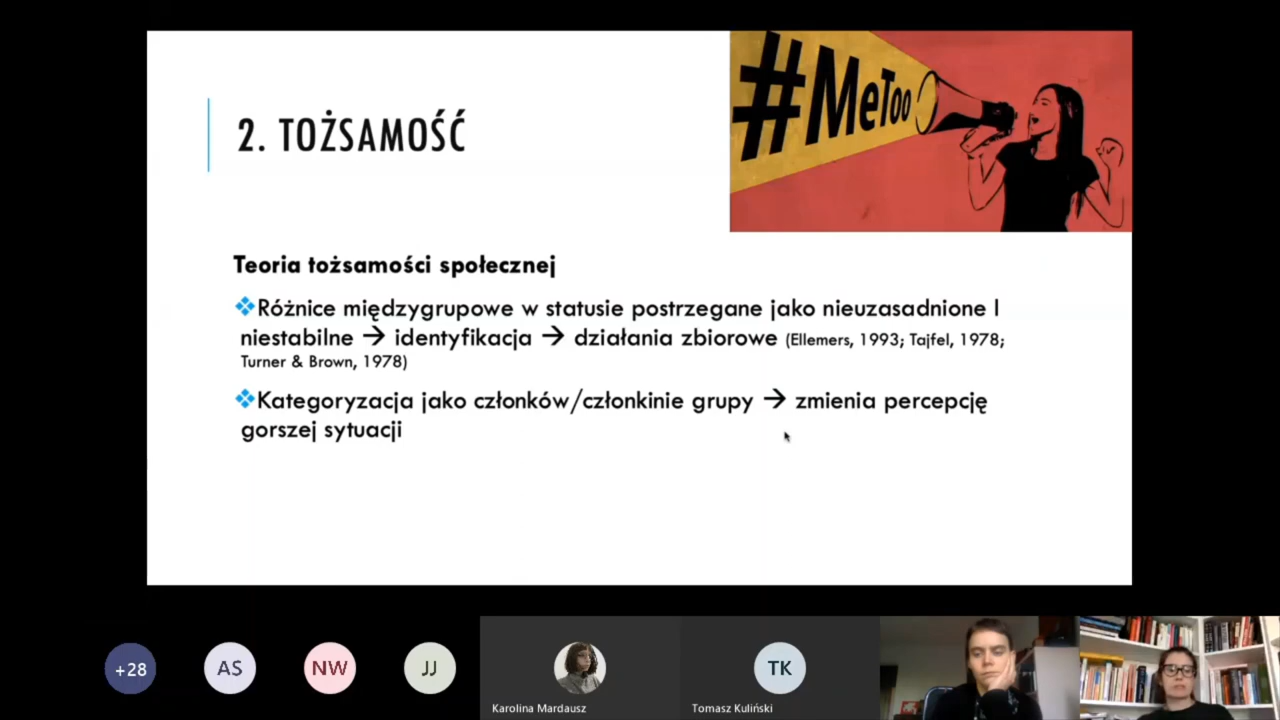 #MeToo
2. TOŻSAMOŚĆ
Teoria tożsamości społecznej
Różnice międzygrupowe w statusie postrzegane jako nieuzasadnione I
niestabilne → identyfikacja → działania zbiorowe (Ellemers, 1993; Tajfel, 1978;
Turner & Brown, 1978)
Kategoryzacja jako członków/członkinie grupy → zmienia percepcję
gorszej sytuacji
+28
AS
NW
JJ
TK
Karolina Mardausz
Tomasz Kuliński